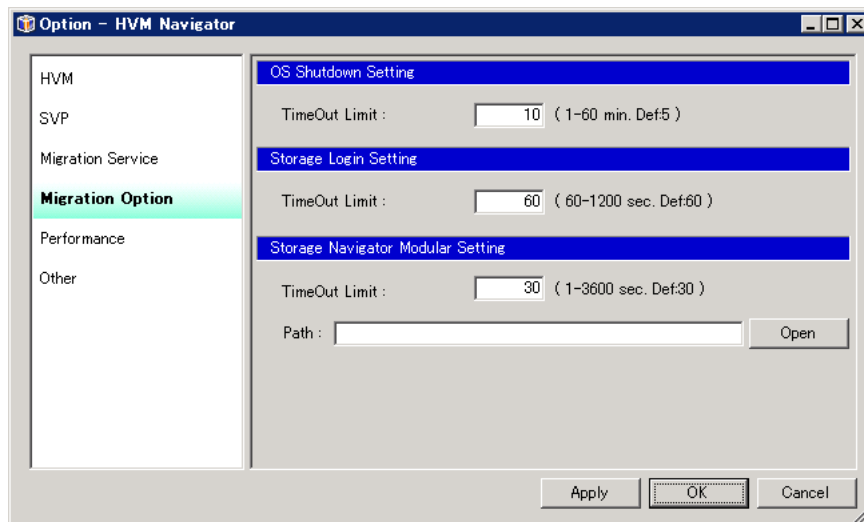 Option - HVM Navigator
HVM
SVP
Migration Service
Migration Option
Performance
Other
OS Shutdown Setting
TimeOut Limit : 10 ( 1-60 min. Def:5 )
Storage Login Setting
TimeOut Limit : 60 ( 60-1200 sec. Def:60 )
Storage Navigator Modular Setting
TimeOut Limit : 30 ( 1-3600 sec. Def:30 )
Path : Open
Apply OK Cancel